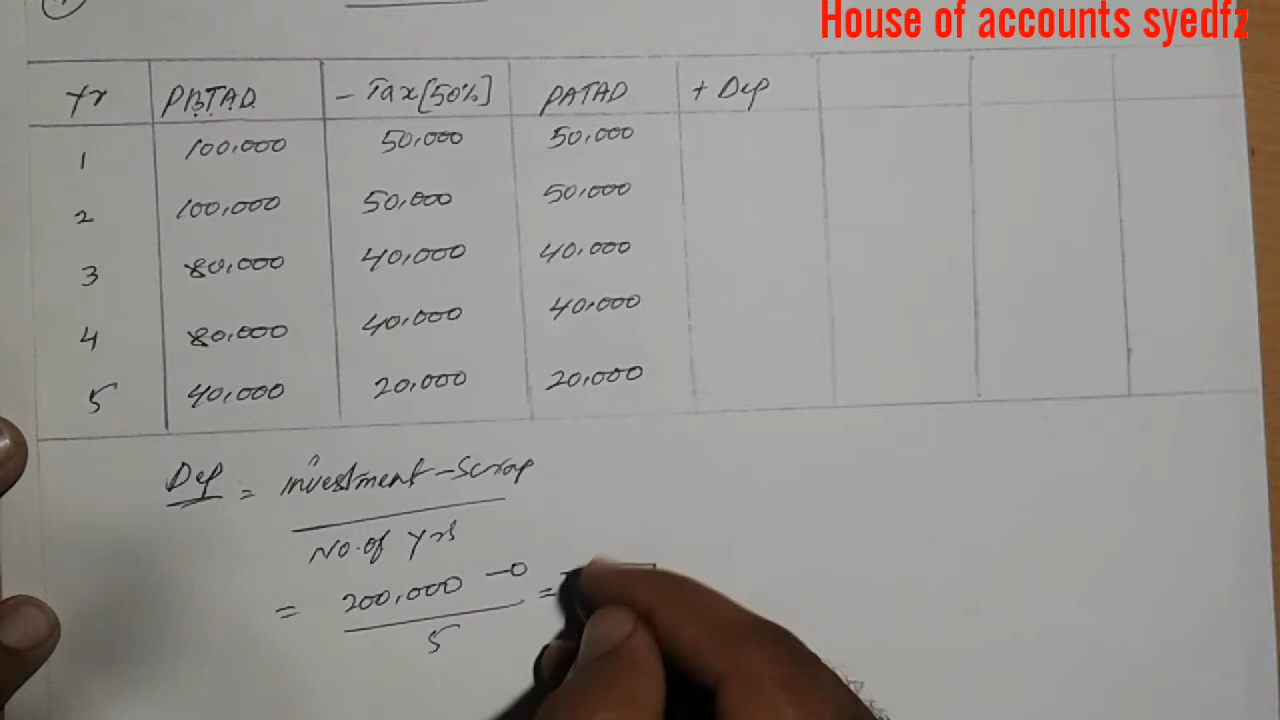 House of accounts syedfz
Yr PBTAD - Tax [50%] PATAD + Dep
1 100,000 50,000 50,000
2 100,000 50,000 50,000
3 80,000 40,000 40,000
4 80,000 40,000 40,000
5 40,000 20,000 20,000
Dep = investment - Scrap
No. of Yrs
= 200,000 - 0 =
5